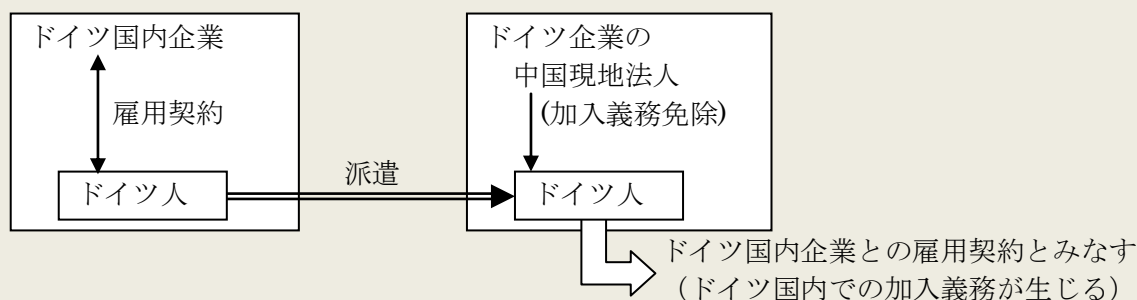 ドイツ国内企業
雇用契約
ドイツ人
派遣
ドイツ企業の
中国現地法人
(加入義務免除)
ドイツ人
ドイツ国内企業との雇用契約とみなす
（ドイツ国内での加入義務が生じる）